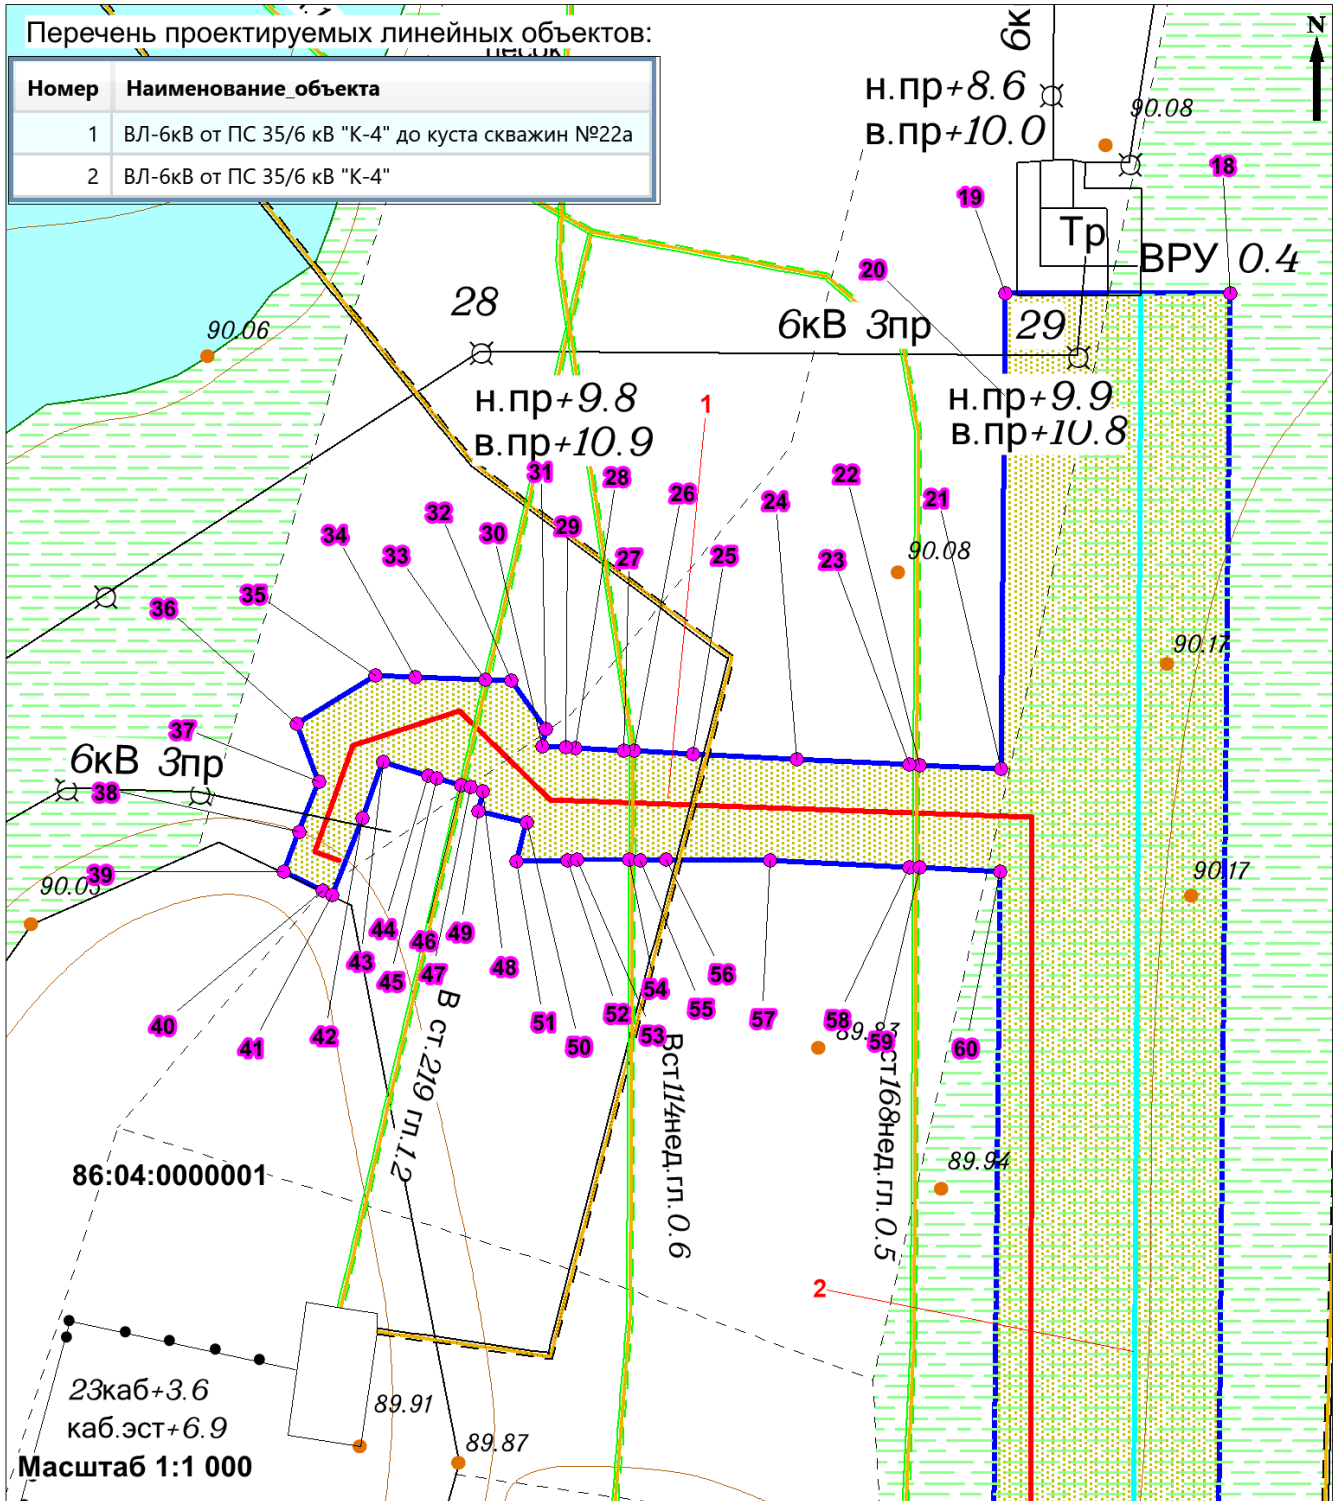 Перечень проектируемых линейных объектов:
песок
Номер Наименование_объекта
1 ВЛ-6кВ от ПС 35/6 кВ "К-4" до куста скважин №22а
2 ВЛ-6кВ от ПС 35/6 кВ "К-4"
N
6к
н.пр+8.6
в.пр+10.0
90.08
18
19
Тр
ВРУ 0.4
20
28
6кВ 3пр
29
90.06
н.пр+9.8
в.пр+10.9
1
н.пр+9.9
в.пр+10.8
31
28
26
22
24
21
32
34
30
29
33
27
25
23
90.08
35
36
90.17
37
6кВ 3пр
38
39
90.03
90.17
44
46
49
43
45
47
48
56
54
55
52
53
57
58
59
60
51
50
40
41
42
89.83
В ст.219 гл.1.2
Вст114нед.гл.0.6
ст168нед.гл.0.5
86:04:0000001
89.94
2
23каб+3.6
каб.эст+6.9
89.91
89.87
Масштаб 1:1 000